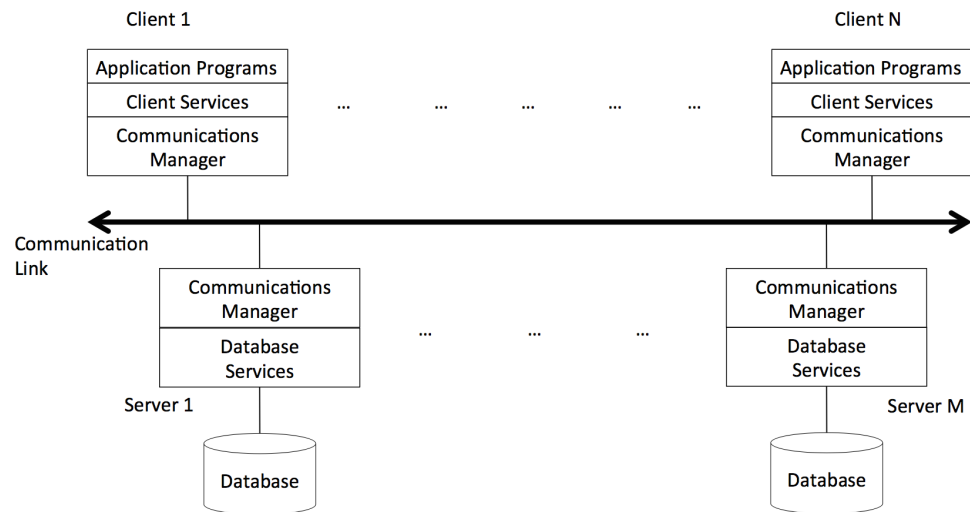 Client 1
Client N
Application Programs
Client Services
Communications
Manager
... ... ... ... ...
Application Programs
Client Services
Communications
Manager
Communication
Link
Communications
Manager
Database
Services
... ... ...
Communications
Manager
Database
Services
Server 1
Server M
Database
Database